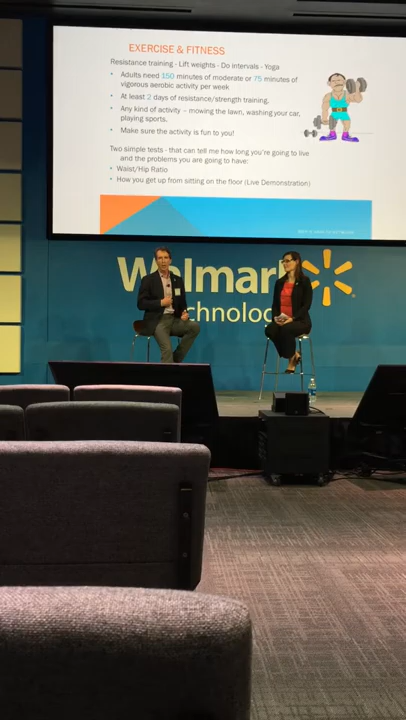 EXERCISE & FITNESS
Resistance training - Lift weights - Do intervals - Yoga
• Adults need 150 minutes of moderate or 75 minutes of
vigorous aerobic activity per week
• At least 2 days of resistance/strength training.
• Any kind of activity – mowing the lawn, washing your car,
playing sports.
• Make sure the activity is fun to you!
Two simple tests - that can tell me how long you're going to live
and the problems you are going to have:
• Waist/Hip Ratio
• How you get up from sitting on the floor (Live Demonstration)
Walmart
Technology